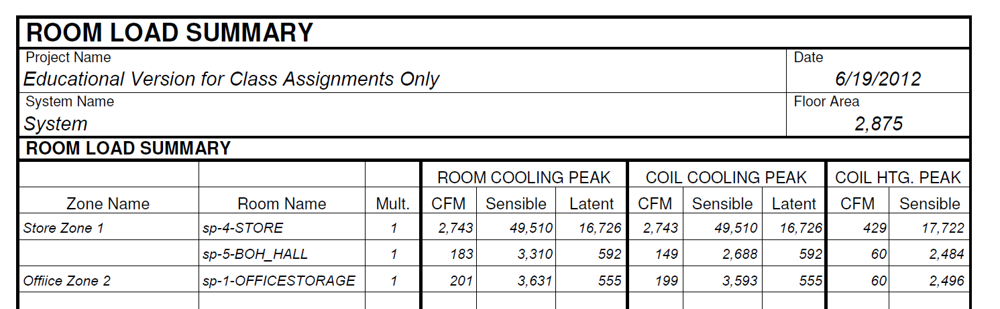 ROOM LOAD SUMMARY
Project Name Date
Educational Version for Class Assignments Only 6/19/2012
System Name Floor Area
System 2,875
ROOM LOAD SUMMARY
ROOM COOLING PEAK COIL COOLING PEAK COIL HTG. PEAK
Zone Name Room Name Mult. CFM Sensible Latent CFM Sensible Latent CFM Sensible
Store Zone 1 sp-4-STORE 1 2,743 49,510 16,726 2,743 49,510 16,726 429 17,722
sp-5-BOH_HALL 1 183 3,310 592 149 2,688 592 60 2,484
Offiice Zone 2 sp-1-OFFICESTORAGE 1 201 3,631 555 199 3,593 555 60 2,496